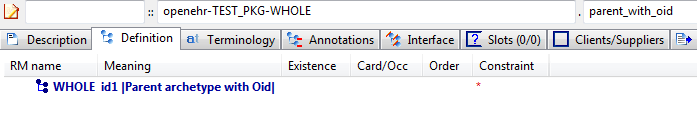 :: openehr-TEST_PKG-WHOLE . parent_with_oid
Description Definition Terminology Annotations Interface Slots (0/0) Clients/Suppliers
RM name Meaning Existence Card/Occ Order Constraint
WHOLE id1 |Parent archetype with Oid| *